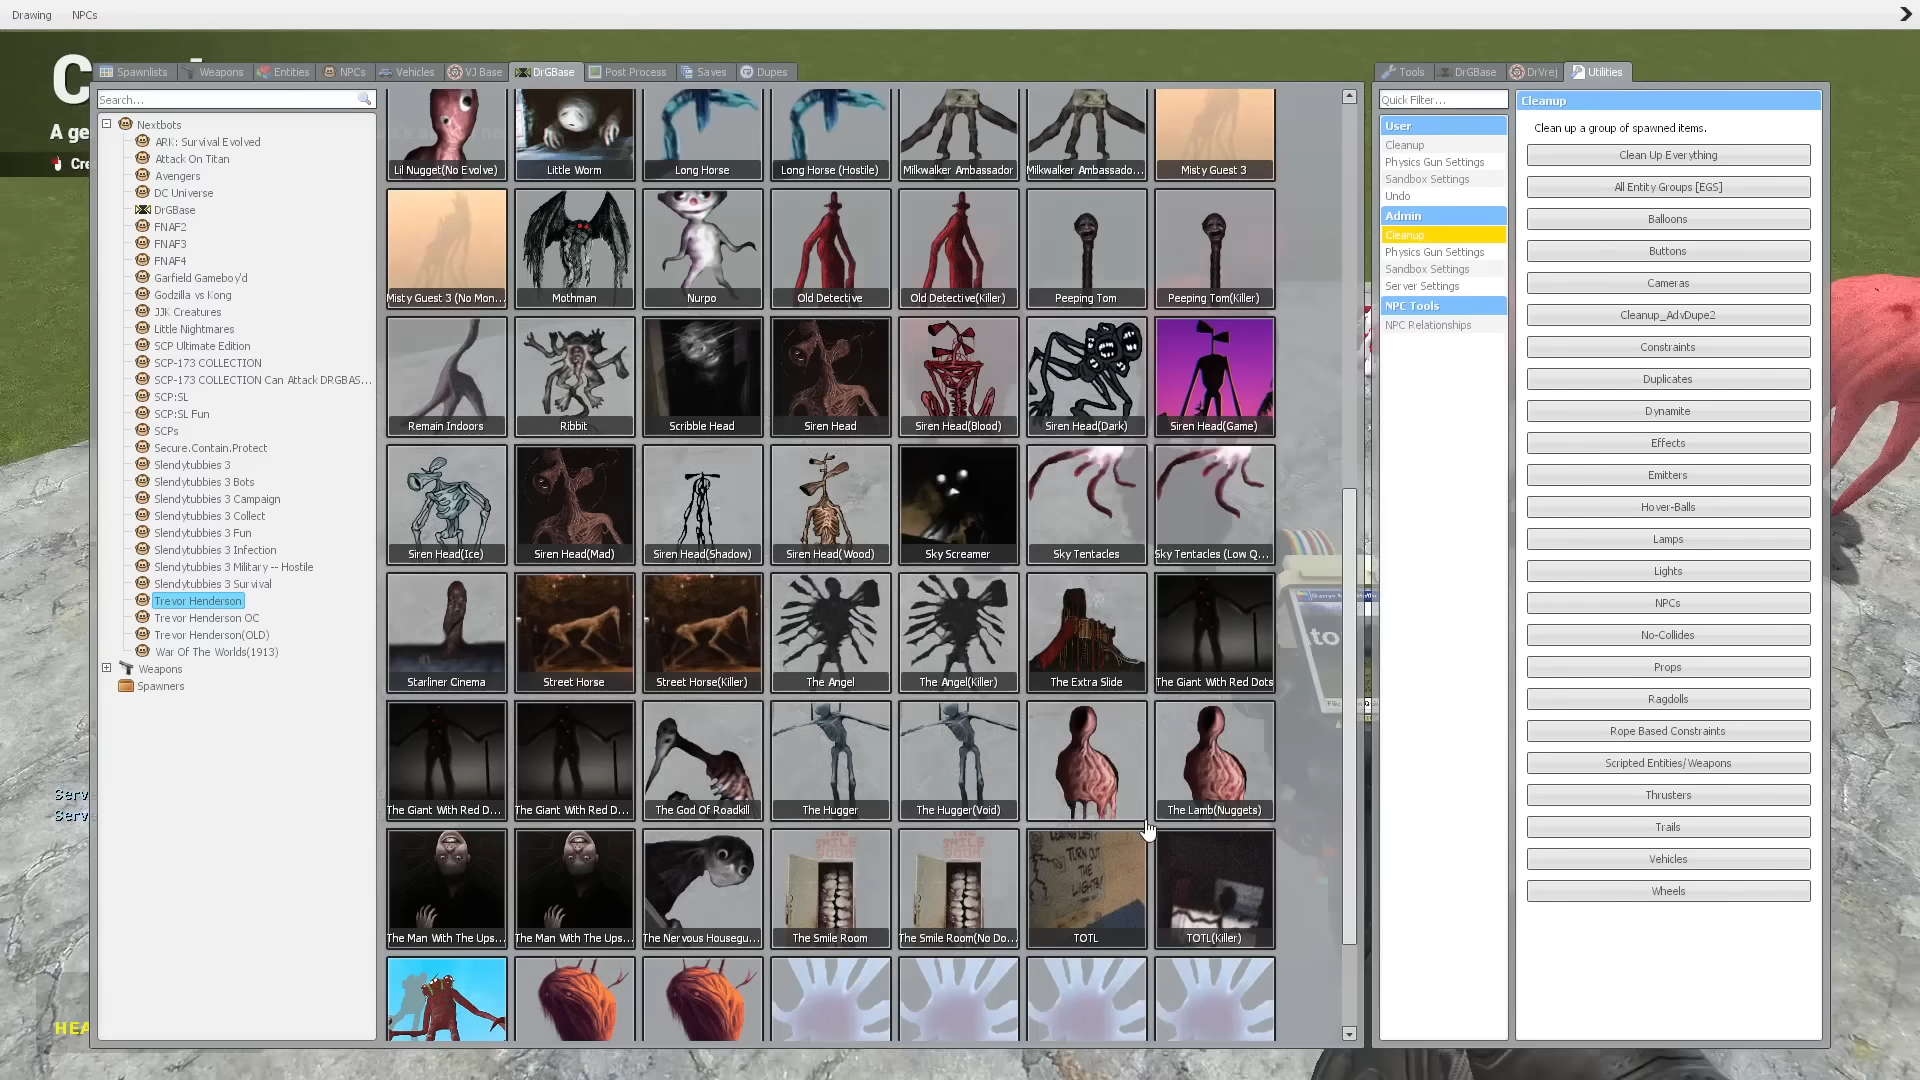 Drawing NPCs
Spawnlists Weapons Entities NPCs Vehicles VJ Base DrGBase Post Process Saves Dupes
Tools DrGBase DrVrej Utilities
Search...
Nextbots
ARK: Survival Evolved
Attack On Titan
Avengers
DC Universe
DrGBase
FNAF2
FNAF3
FNAF4
Garfield Gameboy'd
Godzilla vs Kong
JJK Creatures
Little Nightmares
SCP Ultimate Edition
SCP-173 COLLECTION
SCP-173 COLLECTION Can Attack DRGBAS...
SCP:SL
SCP:SL Fun
SCPs
Secure.Contain.Protect
Slendytubbies 3
Slendytubbies 3 Bots
Slendytubbies 3 Campaign
Slendytubbies 3 Collect
Slendytubbies 3 Fun
Slendytubbies 3 Infection
Slendytubbies 3 Military -- Hostile
Slendytubbies 3 Survival
Trevor Henderson
Trevor Henderson OC
Trevor Henderson(OLD)
War Of The Worlds(1913)
Weapons
Spawners
Lil Nugget(No Evolve) Little Worm Long Horse Long Horse (Hostile) Milkwalker Ambassador Milkwalker Ambassado... Misty Guest 3
Misty Guest 3 (No Mon... Mothman Nurpo Old Detective Old Detective(Killer) Peeping Tom Peeping Tom(Killer)
Remain Indoors Ribbit Scribble Head Siren Head Siren Head(Blood) Siren Head(Dark) Siren Head(Game)
Siren Head(Ice) Siren Head(Mad) Siren Head(Shadow) Siren Head(Wood) Sky Screamer Sky Tentacles Sky Tentacles (Low Q...
Starliner Cinema Street Horse Street Horse(Killer) The Angel The Angel(Killer) The Extra Slide The Giant With Red Dots
The Giant With Red D... The Giant With Red D... The God Of Roadkill The Hugger The Hugger(Void) The Lamb(Nuggets)
THE SMILE ROOM
TURN OUT THE LIGHTS!
The Man With The Ups... The Man With The Ups... The Nervous Housegu... The Smile Room The Smile Room(No Do... TOTL TOTL(Killer)
Quick Filter...
User
Cleanup
Physics Gun Settings
Sandbox Settings
Undo
Admin
Cleanup
Physics Gun Settings
Sandbox Settings
Server Settings
NPC Tools
NPC Relationships
Cleanup
Clean up a group of spawned items.
Clean Up Everything
All Entity Groups [EGS]
Balloons
Buttons
Cameras
Cleanup_AdvDupe2
Constraints
Duplicates
Dynamite
Effects
Emitters
Hover-Balls
Lamps
Lights
NPCs
No-Collides
Props
Ragdolls
Rope Based Constraints
Scripted Entities/Weapons
Thrusters
Trails
Vehicles
Wheels
C
A ge
Cre
Serv
Serv
HEA
to